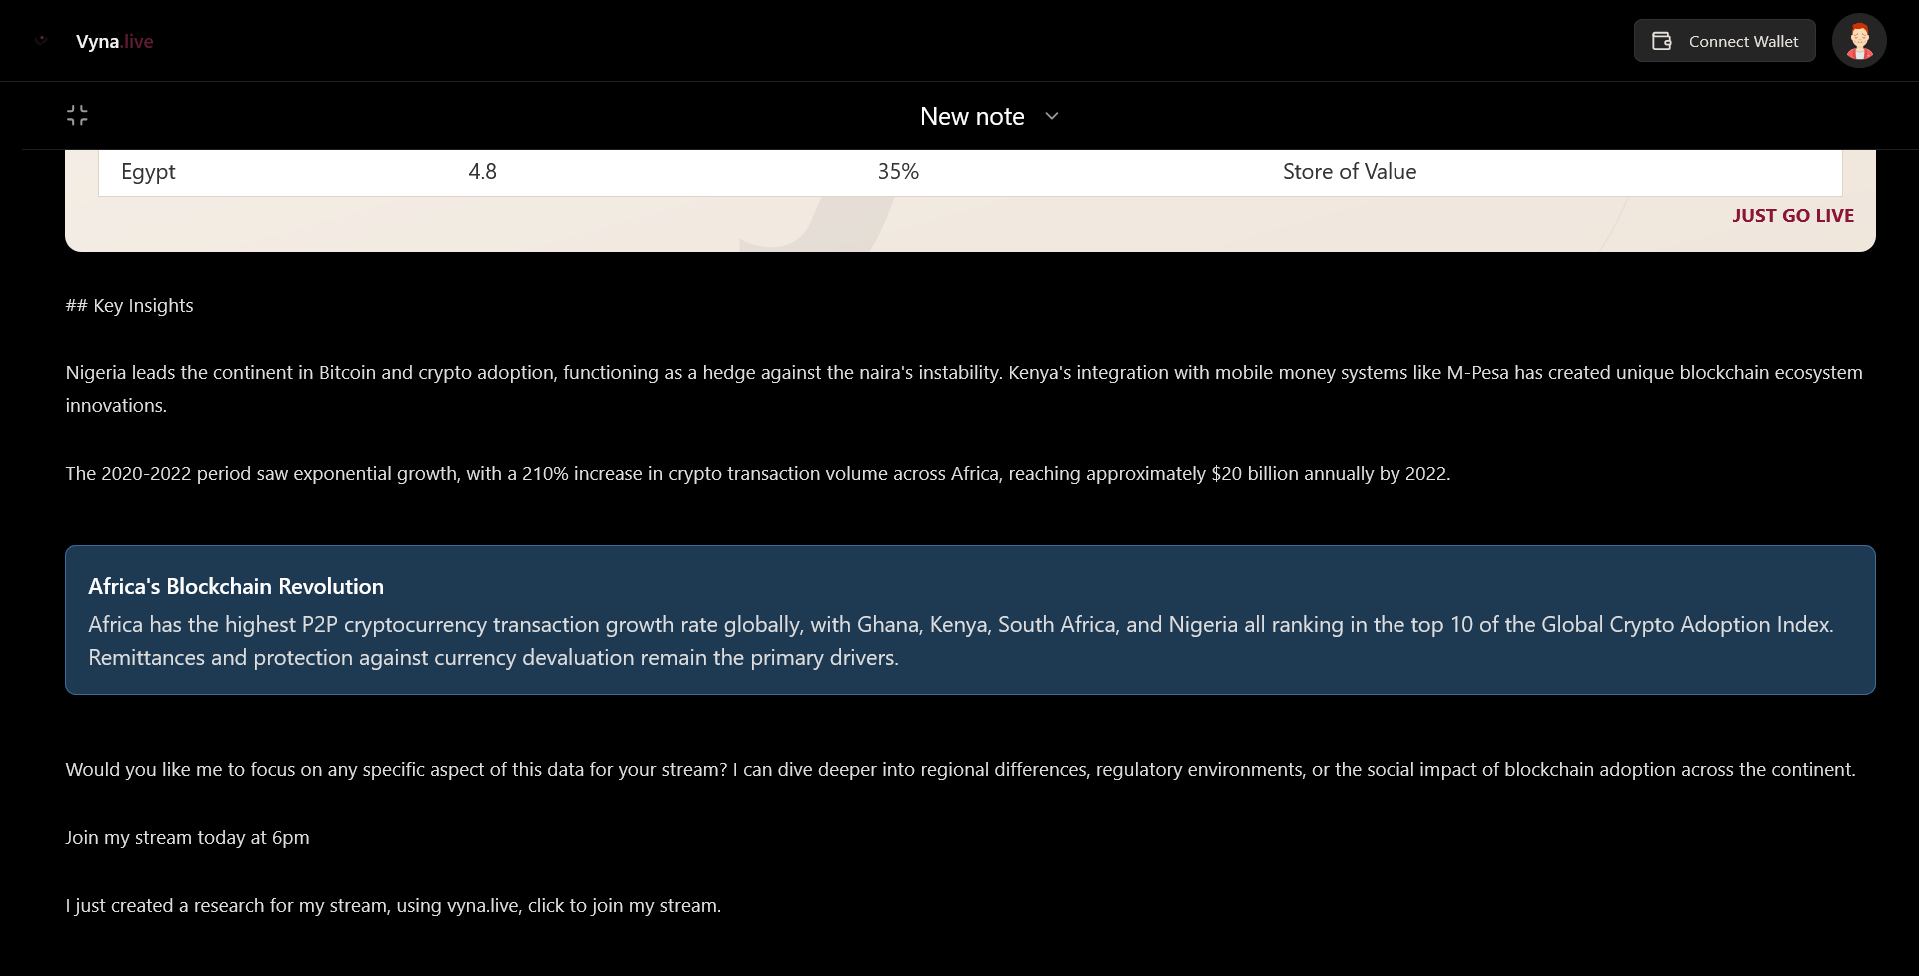 Vyna.live
Connect Wallet
New note
Egypt 4.8 35% Store of Value
JUST GO LIVE
## Key Insights
Nigeria leads the continent in Bitcoin and crypto adoption, functioning as a hedge against the naira's instability. Kenya's integration with mobile money systems like M-Pesa has created unique blockchain ecosystem
innovations.
The 2020-2022 period saw exponential growth, with a 210% increase in crypto transaction volume across Africa, reaching approximately $20 billion annually by 2022.
Africa's Blockchain Revolution
Africa has the highest P2P cryptocurrency transaction growth rate globally, with Ghana, Kenya, South Africa, and Nigeria all ranking in the top 10 of the Global Crypto Adoption Index.
Remittances and protection against currency devaluation remain the primary drivers.
Would you like me to focus on any specific aspect of this data for your stream? I can dive deeper into regional differences, regulatory environments, or the social impact of blockchain adoption across the continent.
Join my stream today at 6pm
I just created a research for my stream, using vyna.live, click to join my stream.